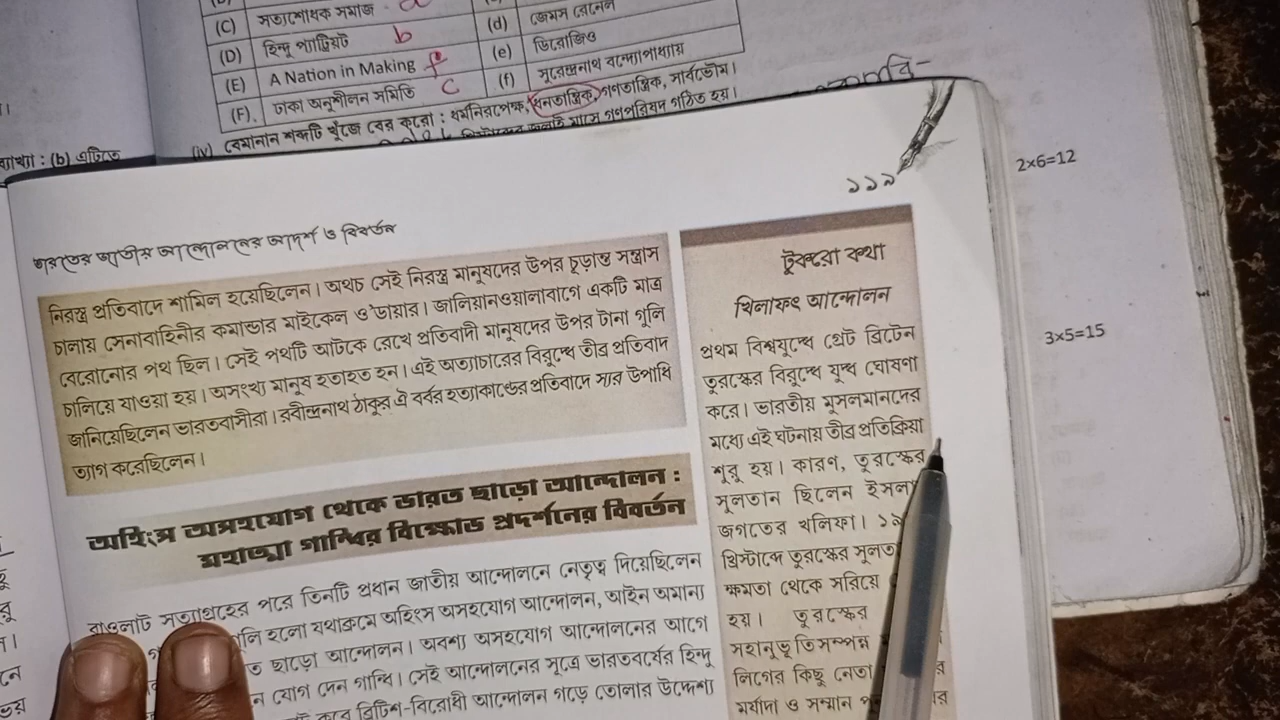 (C) সত্যশোধক সমাজ
(d) জেমস রেনেল
(D) হিন্দু প্যাট্রিয়ট b
(e) ডিরোজিও
(E) A Nation in Making f
(f) সুরেন্দ্রনাথ বন্দ্যোপাধ্যায়
(F). ঢাকা অনুশীলন সমিতি c
(iv) বেমানান শব্দটি খুঁজে বের করো : ধর্মনিরপেক্ষ, ধনতান্ত্রিক, গণতান্ত্রিক, সার্বভৌম।
মাসে গণপরিষদ গঠিত হয়।
ব্যাখ্যা : (b) এটিতে
2×6=12
3×5=15
১১৯
ভারতের জাতীয় আন্দোলনের আদর্শ ও বিবর্তন
নিরস্ত্র প্রতিবাদে শামিল হয়েছিলেন। অথচ সেই নিরস্ত্র মানুষদের উপর চূড়ান্ত সন্ত্রাস
চালায় সেনাবাহিনীর কমান্ডার মাইকেল ও'ডায়ার। জালিয়ানওয়ালাবাগে একটি মাত্র
বেরোনোর পথ ছিল। সেই পথটি আটকে রেখে প্রতিবাদী মানুষদের উপর টানা গুলি
চালিয়ে যাওয়া হয়। অসংখ্য মানুষ হতাহত হন। এই অত্যাচারের বিরুদ্ধে তীব্র প্রতিবাদ
জানিয়েছিলেন ভারতবাসীরা। রবীন্দ্রনাথ ঠাকুর ঐ বর্বর হত্যাকাণ্ডের প্রতিবাদে স্যর উপাধি
ত্যাগ করেছিলেন।
অহিংস অসহযোগ থেকে ভারত ছাড়ো আন্দোলন :
মহাত্মা গান্ধির বিক্ষোভ প্রদর্শনের বিবর্তন
রাওলাট সত্যাগ্রহের পরে তিনটি প্রধান জাতীয় আন্দোলনে নেতৃত্ব দিয়েছিলেন
হলো যথাক্রমে অহিংস অসহযোগ আন্দোলন, আইন অমান্য
ছাড়ো আন্দোলন। অবশ্য অসহযোগ আন্দোলনের আগে
যোগ দেন গান্ধি। সেই আন্দোলনের সূত্রে ভারতবর্ষের হিন্দু
করে ব্রিটিশ-বিরোধী আন্দোলন গড়ে তোলার উদ্দেশ্য
টুকরো কথা
খিলাফৎ আন্দোলন
প্রথম বিশ্বযুদ্ধে গ্রেট ব্রিটেন
তুরস্কের বিরুদ্ধে যুদ্ধ ঘোষণা
করে। ভারতীয় মুসলমানদের
মধ্যে এই ঘটনায় তীব্র প্রতিক্রিয়া
শুরু হয়। কারণ, তুরস্কের
সুলতান ছিলেন ইসলা
জগতের খলিফা।
খ্রিস্টাব্দে তুরস্কের সুলত
ক্ষমতা থেকে সরিয়ে
হয়। তুরস্কের
সহানুভূতিসম্পন্ন
লিগের কিছু নেতা
মর্যাদা ও সম্মান